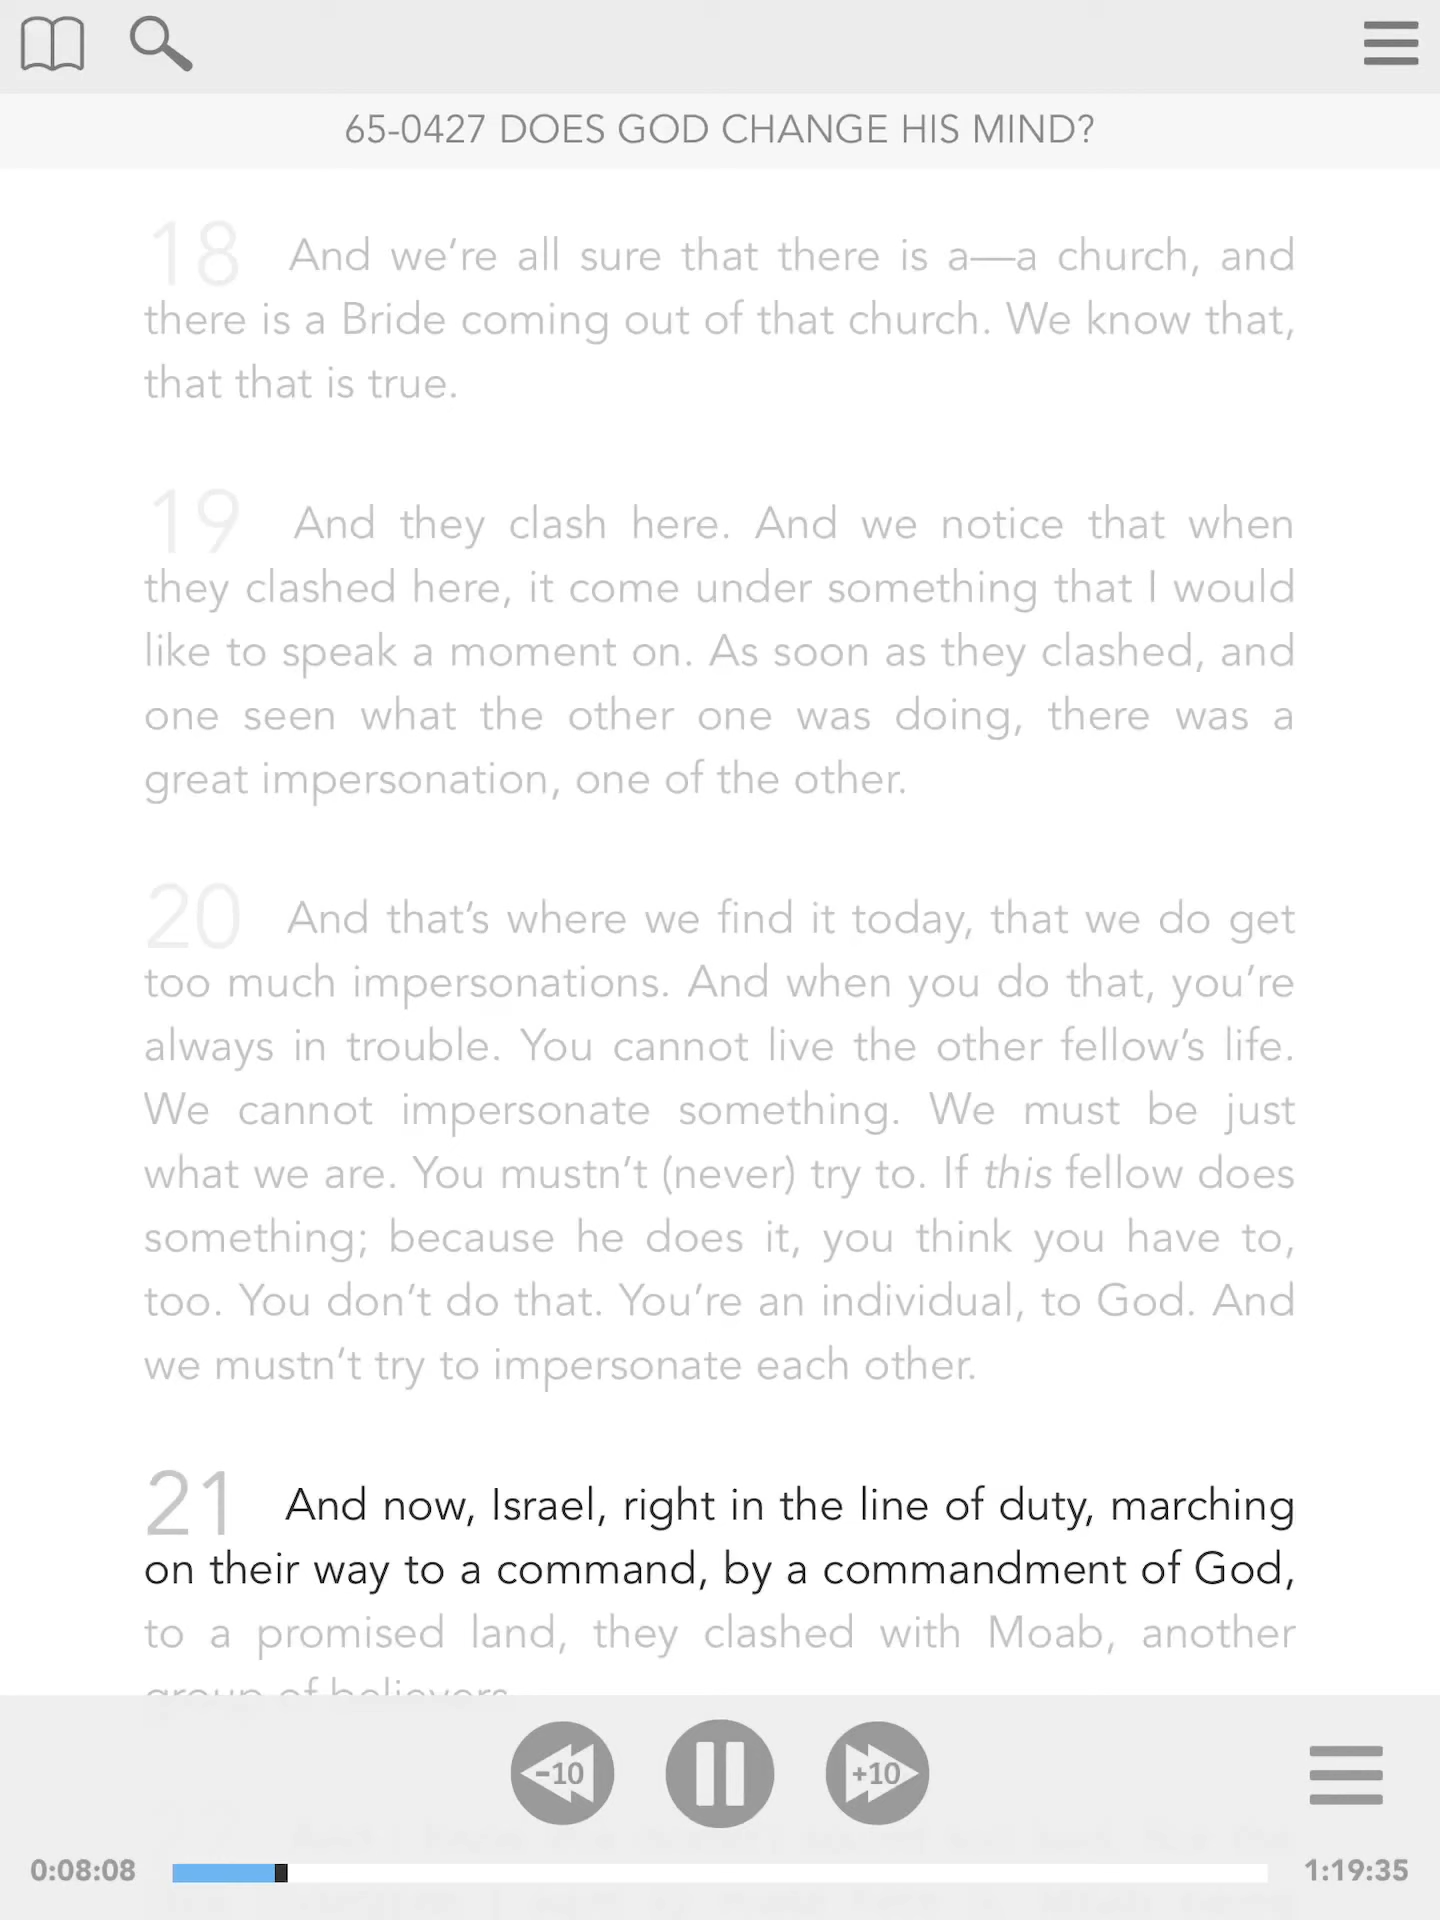 65-0427 DOES GOD CHANGE HIS MIND?
18 And we’re all sure that there is a—a church, and
there is a Bride coming out of that church. We know that,
that that is true.
19 And they clash here. And we notice that when
they clashed here, it come under something that I would
like to speak a moment on. As soon as they clashed, and
one seen what the other one was doing, there was a
great impersonation, one of the other.
20 And that’s where we find it today, that we do get
too much impersonations. And when you do that, you’re
always in trouble. You cannot live the other fellow’s life.
We cannot impersonate something. We must be just
what we are. You mustn’t (never) try to. If this fellow does
something; because he does it, you think you have to,
too. You don’t do that. You’re an individual, to God. And
we mustn’t try to impersonate each other.
21 And now, Israel, right in the line of duty, marching
on their way to a command, by a commandment of God,
to a promised land, they clashed with Moab, another
group of believers.
-10 +10
0:08:08 1:19:35